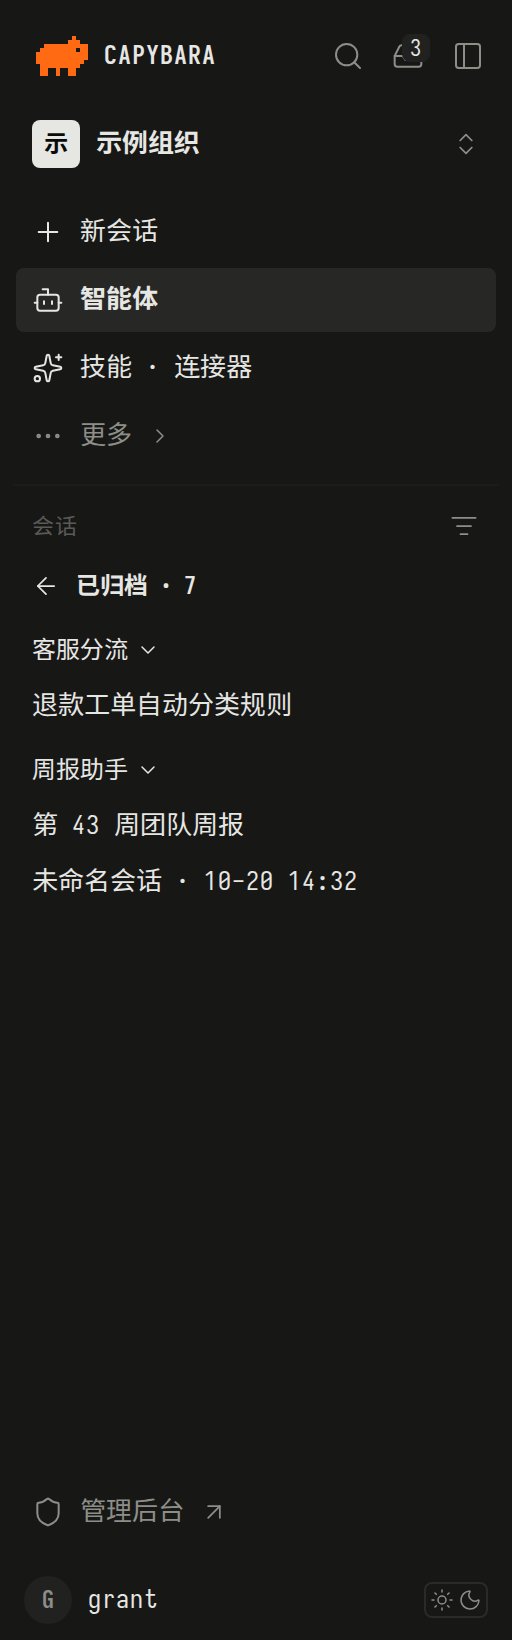 CAPYBARA
3
示 示例组织
新会话
智能体
技能 · 连接器
更多
会话
已归档 · 7
客服分流
退款工单自动分类规则
周报助手
第 43 周团队周报
未命名会话 · 10-20 14:32
管理后台
G grant